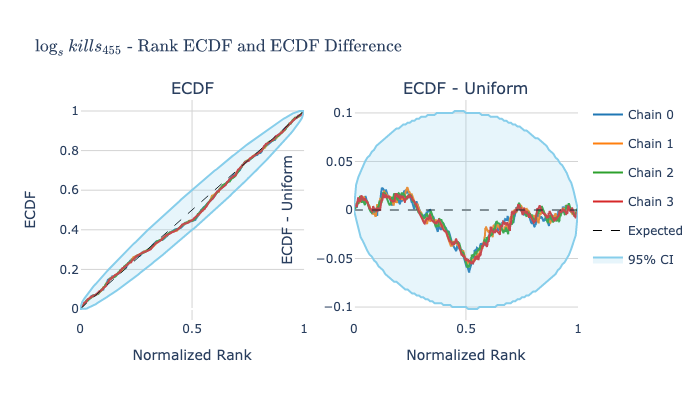 log_s kills_455 - Rank ECDF and ECDF Difference
ECDF
ECDF - Uniform
ECDF
1
0.8
0.6
0.4
0.2
0
0
0.5
1
Normalized Rank
ECDF - Uniform
0.1
0.05
0
−0.05
−0.1
0
0.5
1
Normalized Rank
Chain 0
Chain 1
Chain 2
Chain 3
Expected
95% CI